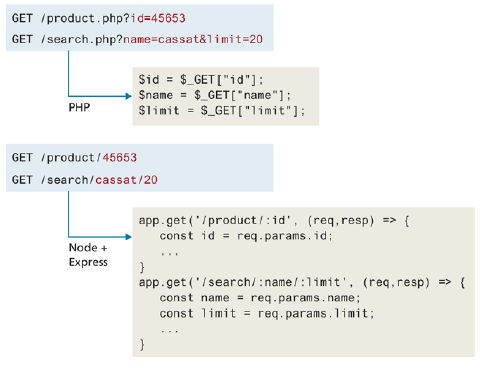 GET /product.php?id=45653
GET /search.php?name=cassat&limit=20
PHP
$id = $_GET["id"];
$name = $_GET["name"];
$limit = $_GET["limit"];
GET /product/45653
GET /search/cassat/20
Node +
Express
app.get('/product/:id', (req,resp) => {
const id = req.params.id;
...
}
app.get('/search/:name/:limit', (req,resp) => {
const name = req.params.name;
const limit = req.params.limit;
...
}